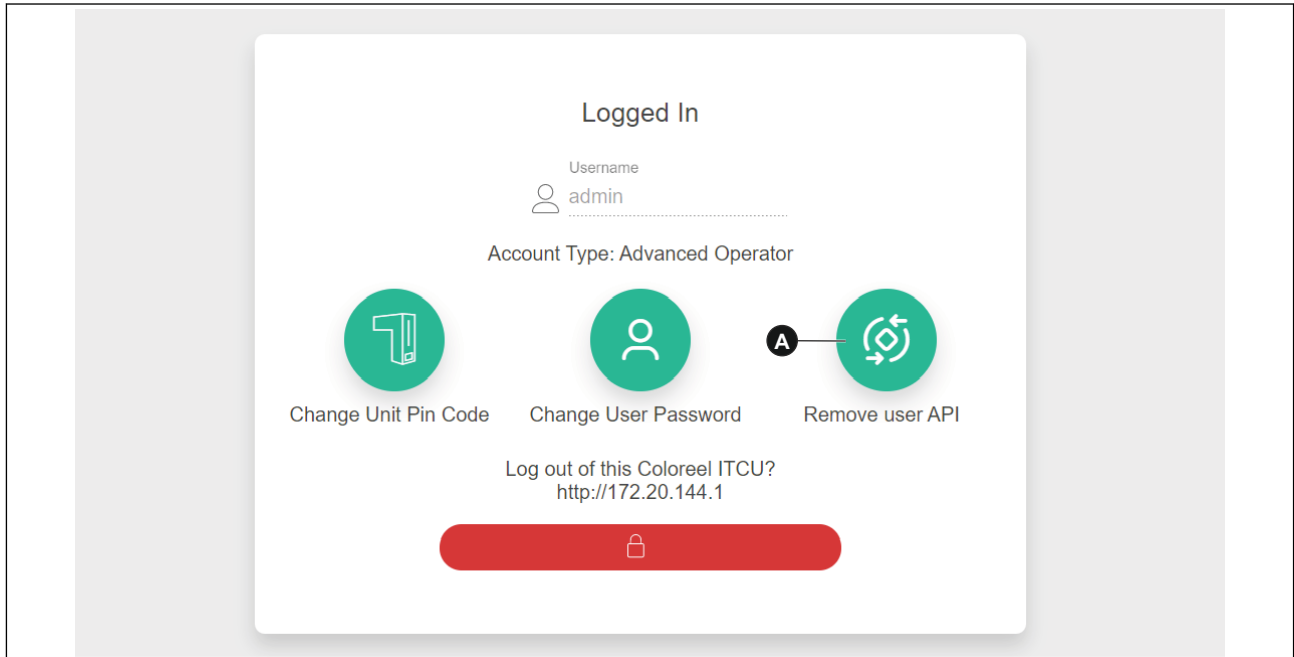 Logged In
Username
admin
Account Type: Advanced Operator
A
Change Unit Pin Code
Change User Password
Remove user API
Log out of this Coloreel ITCU?
http://172.20.144.1